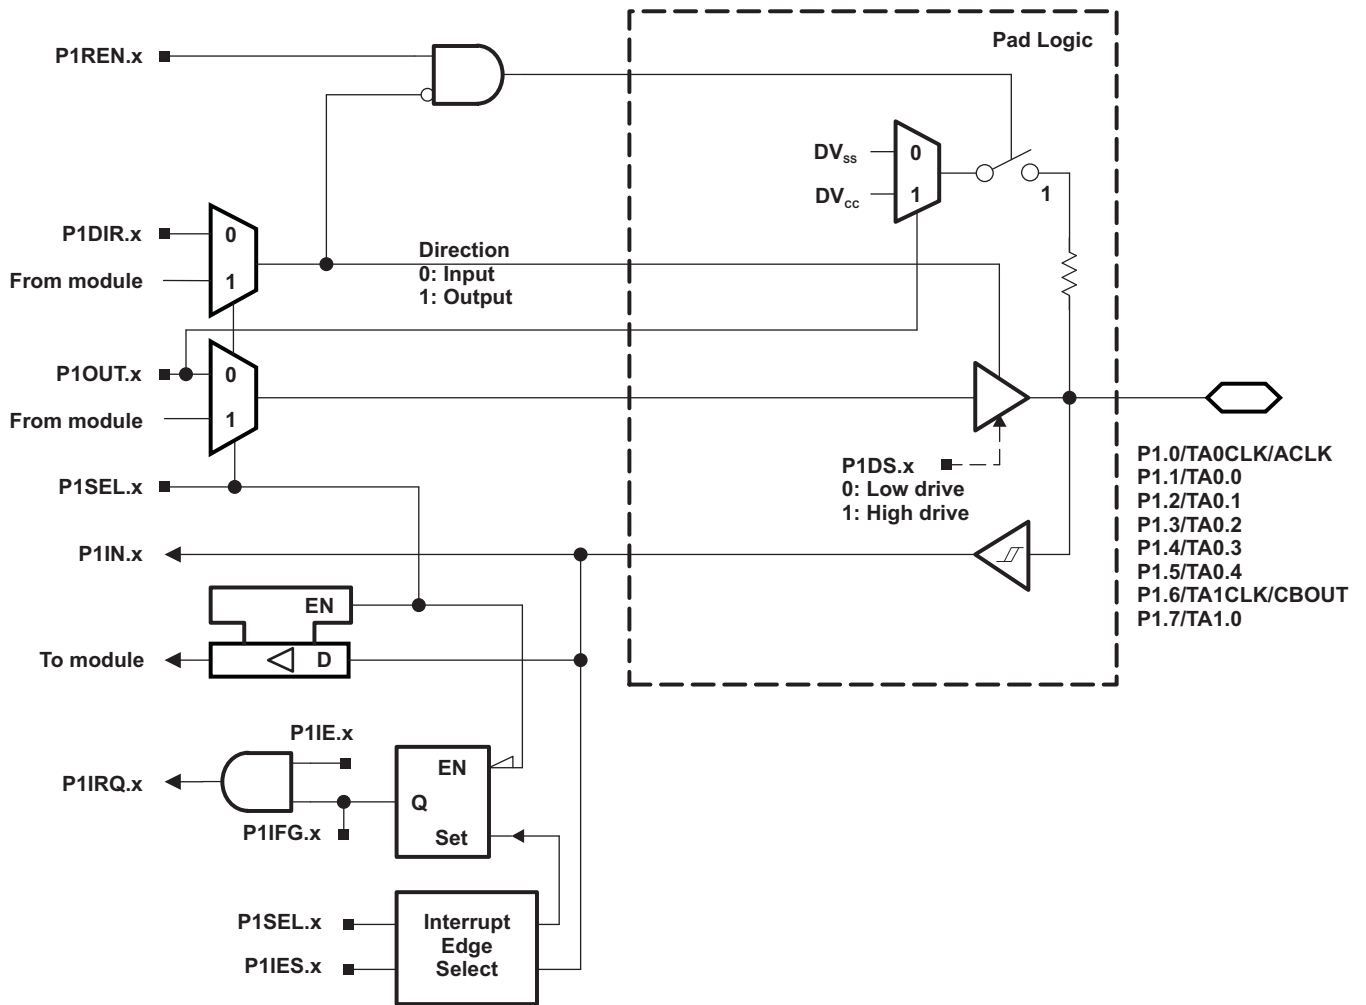 Pad Logic
P1REN.x
DVSS
0
DVCC
1
1
P1DIR.x
0
From module
1
Direction
0: Input
1: Output
P1OUT.x
0
From module
1
P1SEL.x
P1DS.x
0: Low drive
1: High drive
P1.0/TA0CLK/ACLK
P1.1/TA0.0
P1.2/TA0.1
P1.3/TA0.2
P1.4/TA0.3
P1.5/TA0.4
P1.6/TA1CLK/CBOUT
P1.7/TA1.0
P1IN.x
EN
To module
D
P1IE.x
P1IRQ.x
EN
Q
P1IFG.x
Set
P1SEL.x
P1IES.x
Interrupt
Edge
Select